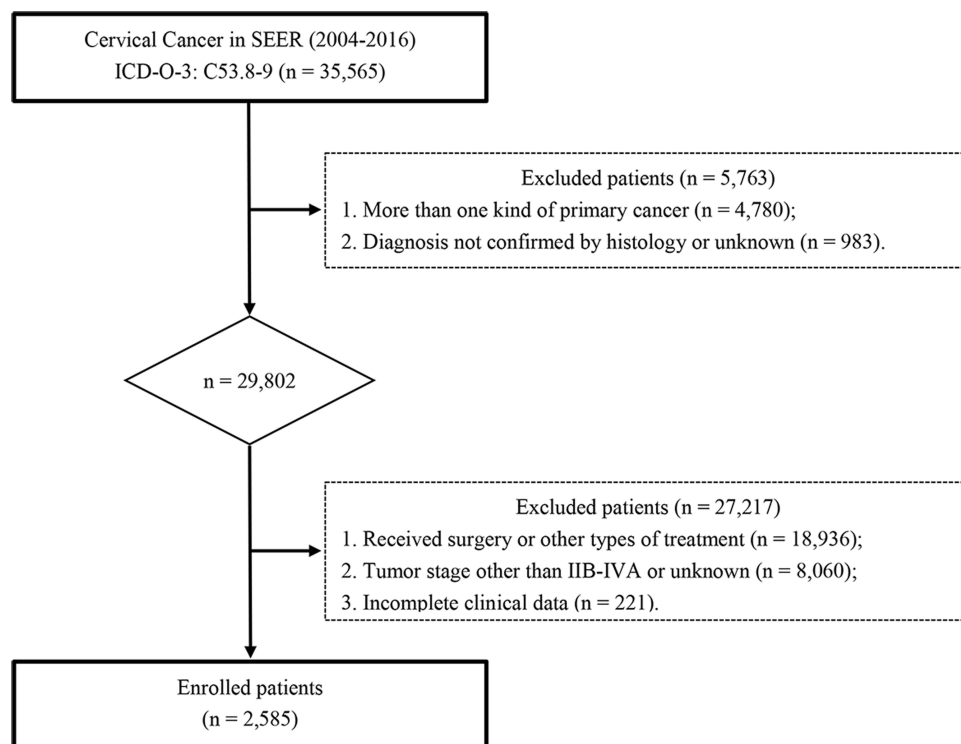 Cervical Cancer in SEER (2004-2016)
ICD-O-3: C53.8-9 (n = 35,565)
Excluded patients (n = 5,763)
1. More than one kind of primary cancer (n = 4,780);
2. Diagnosis not confirmed by histology or unknown (n = 983).
n = 29,802
Excluded patients (n = 27,217)
1. Received surgery or other types of treatment (n = 18,936);
2. Tumor stage other than IIB-IVA or unknown (n = 8,060);
3. Incomplete clinical data (n = 221).
Enrolled patients
(n = 2,585)